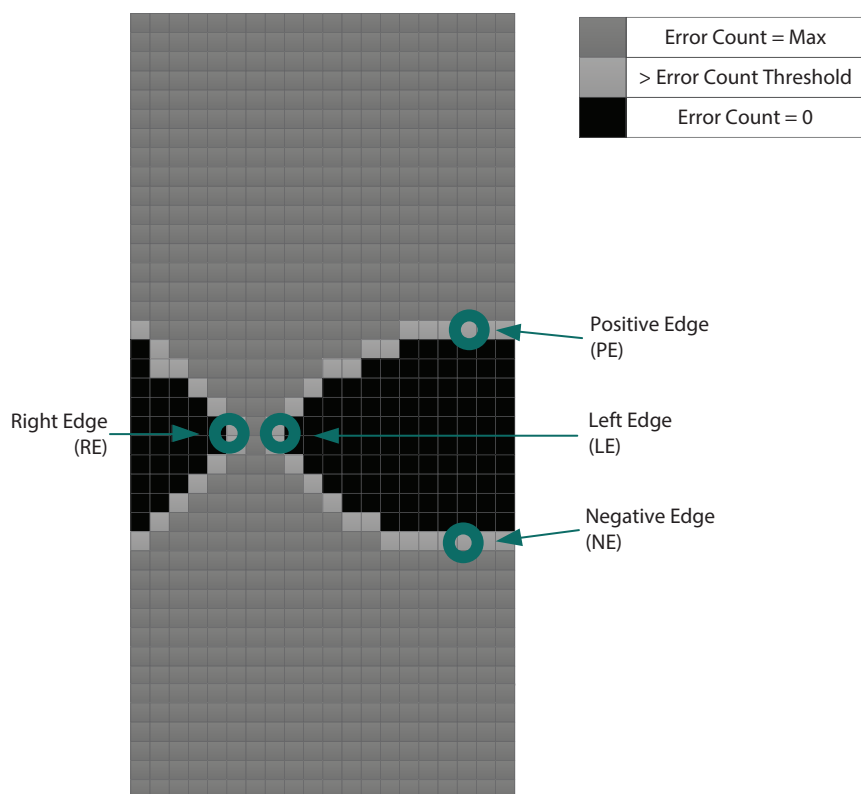 Error Count = Max
> Error Count Threshold
Error Count = 0
Positive Edge
(PE)
Right Edge
(RE)
Left Edge
(LE)
Negative Edge
(NE)